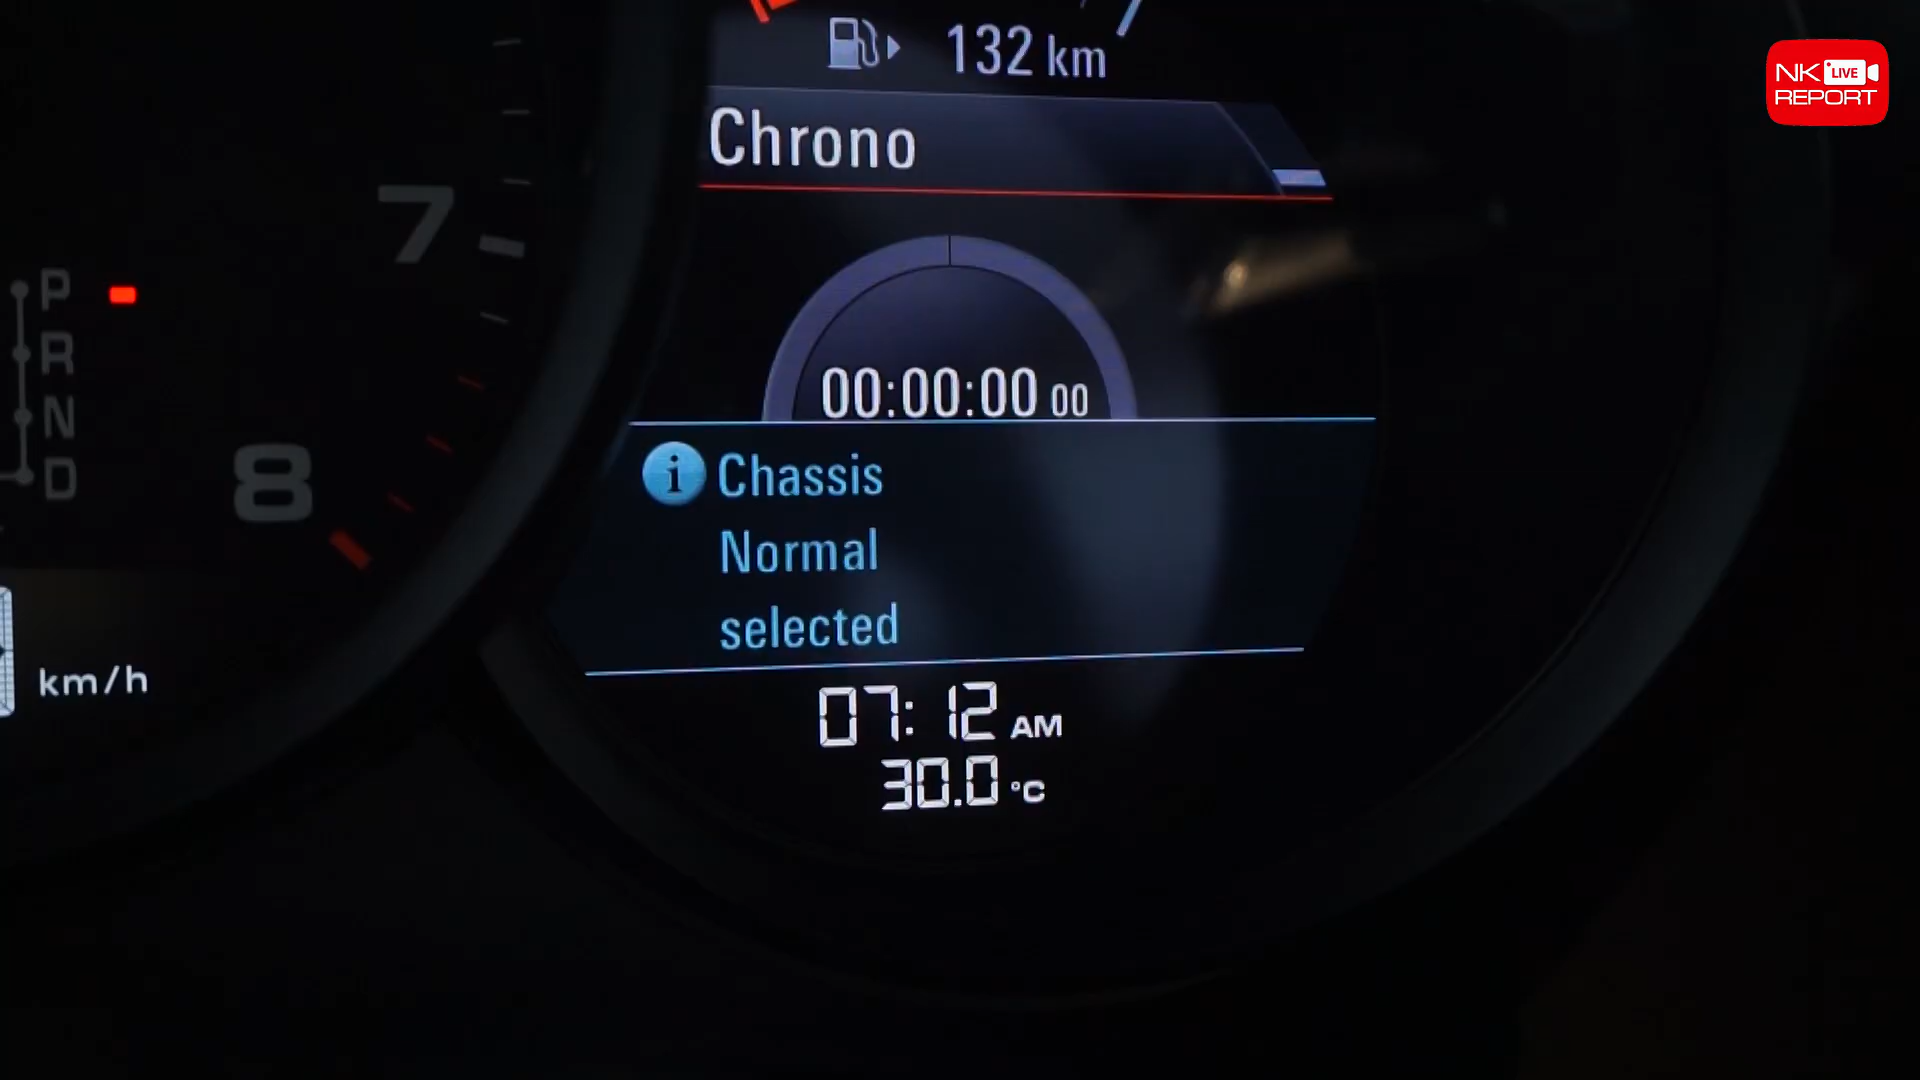 132 km
NK LIVE
REPORT
Chrono
7
P
R
N
D
00:00:00 00
8
i Chassis
Normal
selected
km/h
07:12 AM
30.0 °C